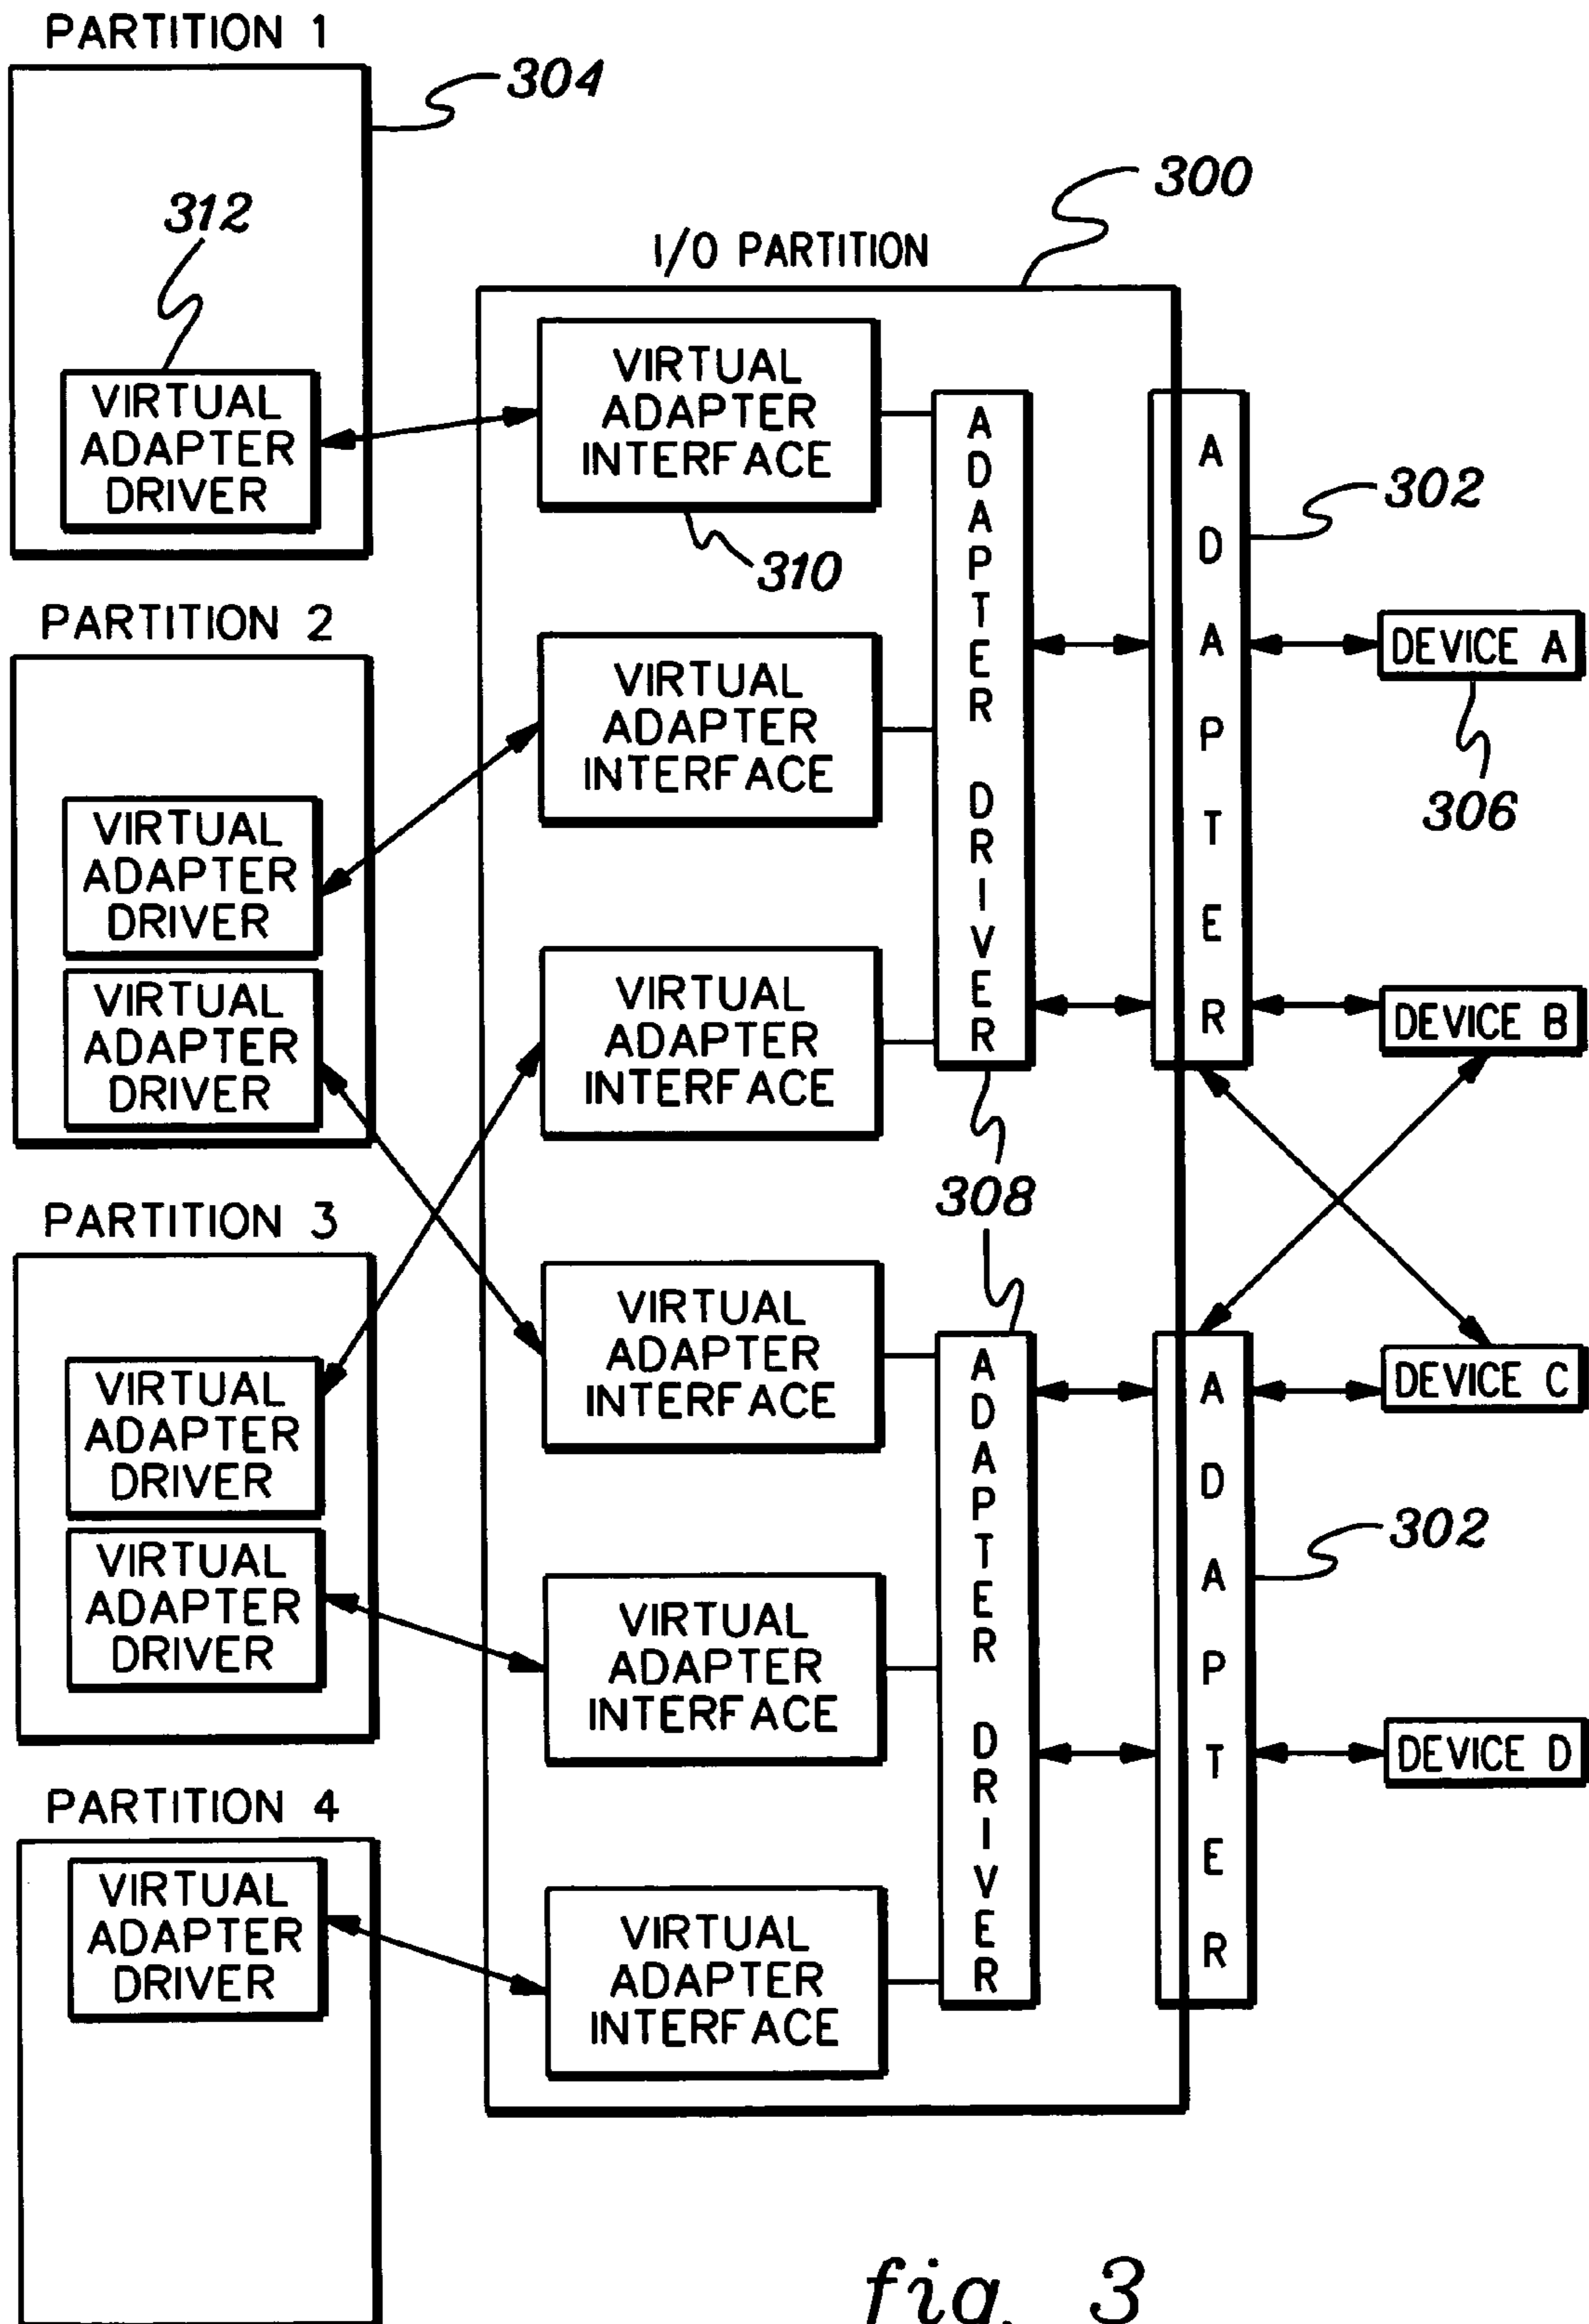 PARTITION 1
304
312
VIRTUAL
ADAPTER
DRIVER
PARTITION 2
VIRTUAL
ADAPTER
DRIVER
VIRTUAL
ADAPTER
DRIVER
PARTITION 3
VIRTUAL
ADAPTER
DRIVER
VIRTUAL
ADAPTER
DRIVER
PARTITION 4
VIRTUAL
ADAPTER
DRIVER
300
I/O PARTITION
VIRTUAL
ADAPTER
INTERFACE
310
VIRTUAL
ADAPTER
INTERFACE
VIRTUAL
ADAPTER
INTERFACE
VIRTUAL
ADAPTER
INTERFACE
VIRTUAL
ADAPTER
INTERFACE
VIRTUAL
ADAPTER
INTERFACE
ADAPTER DRIVER
308
ADAPTER DRIVER
ADAPTER
302
ADAPTER
302
DEVICE A
306
DEVICE B
DEVICE C
DEVICE D
fig. 3